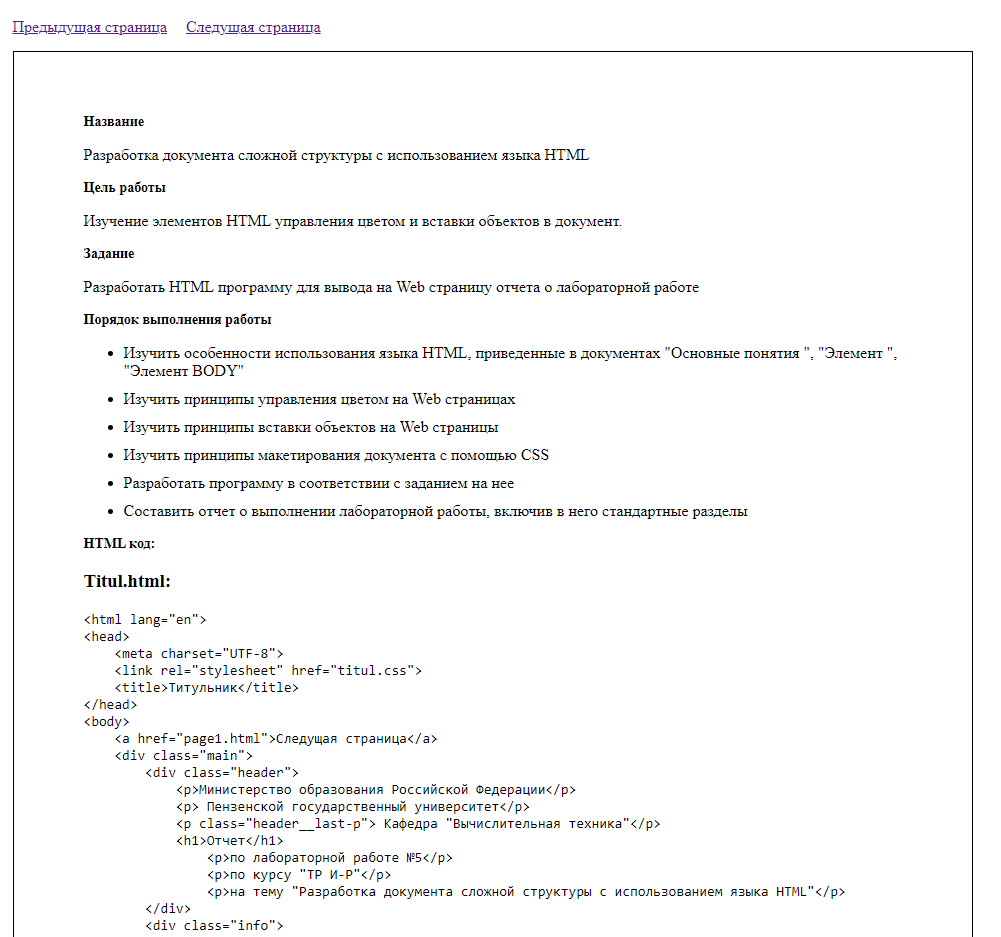 Предыдущая страница Следущая страница
Название
Разработка документа сложной структуры с использованием языка HTML
Цель работы
Изучение элементов HTML управления цветом и вставки объектов в документ.
Задание
Разработать HTML программу для вывода на Web страницу отчета о лабораторной работе
Порядок выполнения работы
• Изучить особенности использования языка HTML, приведенные в документах "Основные понятия ", "Элемент ",
"Элемент BODY"
• Изучить принципы управления цветом на Web страницах
• Изучить принципы вставки объектов на Web страницы
• Изучить принципы макетирования документа с помощью CSS
• Разработать программу в соответствии с заданием на нее
• Составить отчет о выполнении лабораторной работы, включив в него стандартные разделы
HTML код:
Titul.html:
<html lang="en">
<head>
    <meta charset="UTF-8">
    <link rel="stylesheet" href="titul.css">
    <title>Титульник</title>
</head>
<body>
    <a href="page1.html">Следущая страница</a>
    <div class="main">
        <div class="header">
            <p>Министерство образования Российской Федерации</p>
            <p> Пензенской государственный университет</p>
            <p class="header__last-p"> Кафедра "Вычислительная техника"</p>
            <h1>Отчет</h1>
                <p>по лабораторной работе №5</p>
                <p>по курсу "ТР И-Р"</p>
                <p>на тему "Разработка документа сложной структуры с использованием языка HTML"</p>
        </div>
        <div class="info">